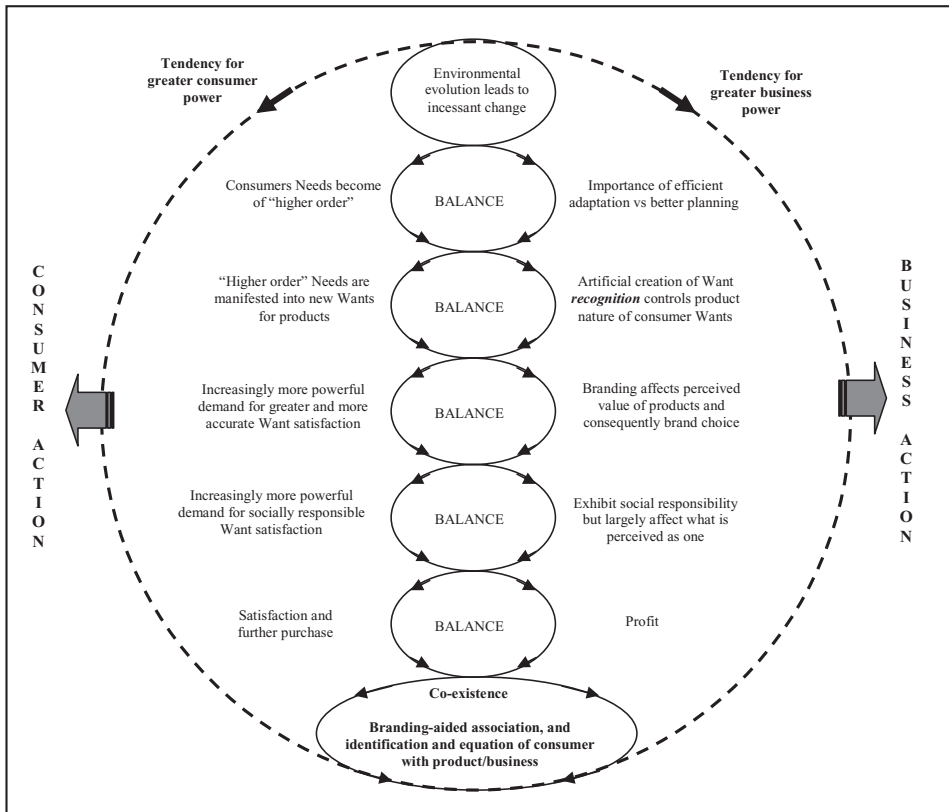 Tendency for
greater consumer
power
Environmental
evolution leads to
incessant change
Tendency for
greater business
power
Consumers Needs become
of “higher order”
BALANCE
Importance of efficient
adaptation vs better planning
“Higher order” Needs are
manifested into new Wants
for products
BALANCE
Artificial creation of Want
recognition controls product
nature of consumer Wants
CONSUMER ACTION
BUSINESS ACTION
Increasingly more powerful
demand for greater and more
accurate Want satisfaction
BALANCE
Branding affects perceived
value of products and
consequently brand choice
Increasingly more powerful
demand for socially responsible
Want satisfaction
BALANCE
Exhibit social responsibility
but largely affect what is
perceived as one
Satisfaction and
further purchase
BALANCE
Profit
Co-existence
Branding-aided association, and
identification and equation of consumer
with product/business